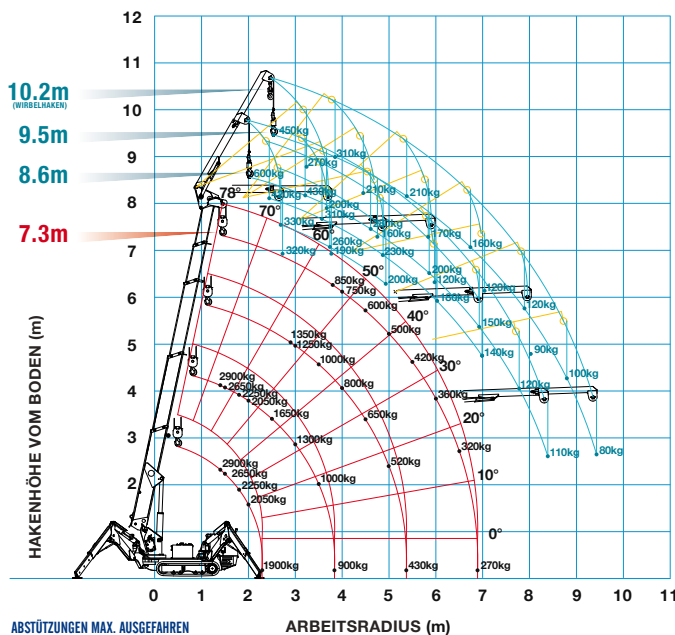 12
11
10.2m
(WIRBELHAKEN)
10
9.5m
450kg
310kg
270kg
9
8.6m
600kg
430kg
210kg
210kg
8
78°
70°
200kg
310kg
7.3m
330kg
60°
160kg
170kg
160kg
260kg
190kg
7
320kg
230kg
50°
200kg
850kg
750kg
200kg
120kg
120kg
6
600kg
40°
120kg
500kg
150kg
5
1350kg
1250kg
90kg
1000kg
420kg
30°
140kg
100kg
4
2900kg
2650kg
2250kg
2050kg
800kg
360kg
120kg
1650kg
650kg
20°
3
1300kg
320kg
2900kg
520kg
110kg
80kg
2650kg
10°
2
2250kg
1000kg
2050kg
0°
1900kg
900kg
430kg
270kg
0 1 2 3 4 5 6 7 8 9 10 11
HAKENHÖHE VOM BODEN (m)
ABSTÜTZUNGEN MAX. AUSGEFAHREN
ARBEITSRADIUS (m)